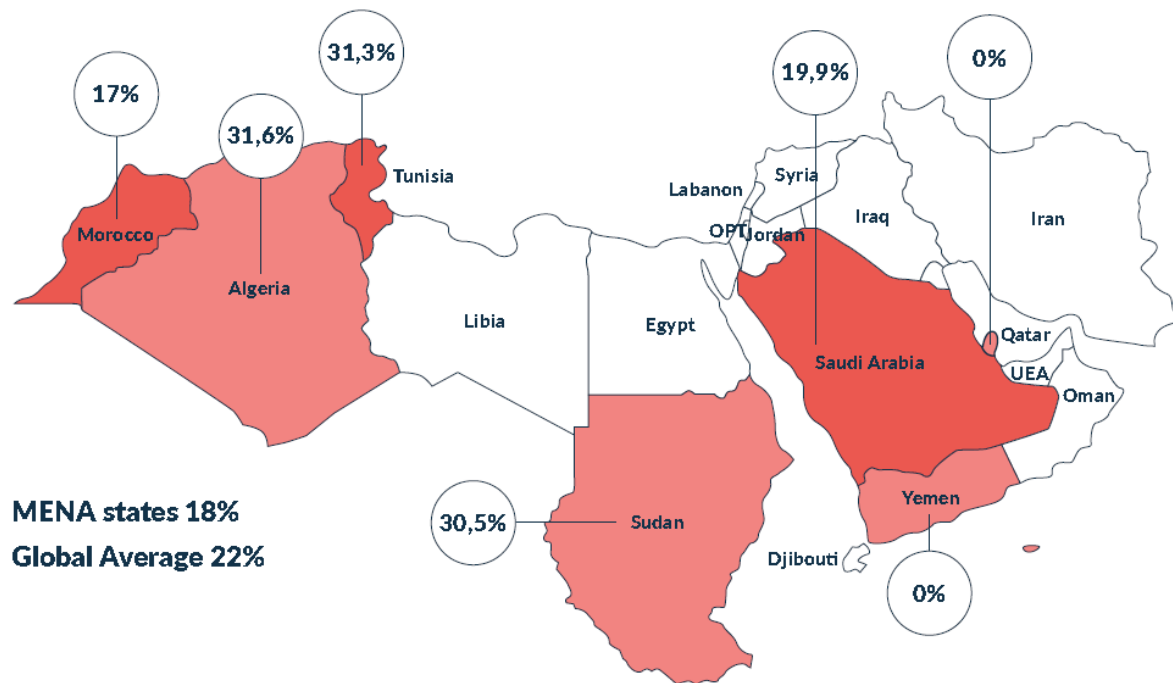 31,3%
0%
19,9%
17%
31,6%
Tunisia
Syria
Labanon
Iraq
Iran
Morocco
OPT
Jordan
Algeria
Libia
Egypt
Qatar
Saudi Arabia
UEA
Oman
MENA states 18%
Yemen
30,5%
Sudan
Global Average 22%
Djibouti
0%